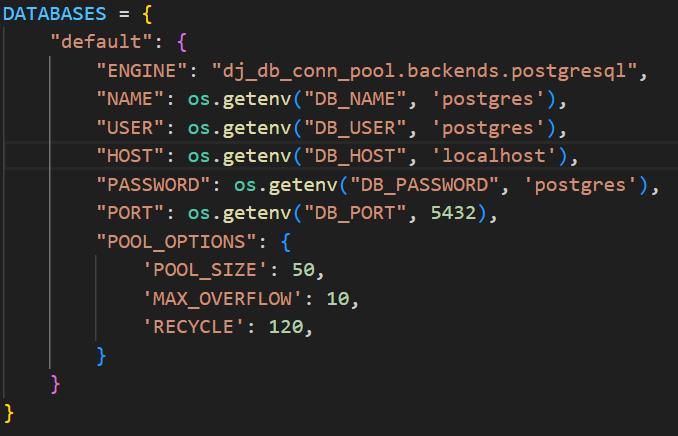 DATABASES = {
    "default": {
        "ENGINE": "dj_db_conn_pool.backends.postgresql",
        "NAME": os.getenv("DB_NAME", 'postgres'),
        "USER": os.getenv("DB_USER", 'postgres'),
        "HOST": os.getenv("DB_HOST", 'localhost'),
        "PASSWORD": os.getenv("DB_PASSWORD", 'postgres'),
        "PORT": os.getenv("DB_PORT", 5432),
        "POOL_OPTIONS": {
            'POOL_SIZE': 50,
            'MAX_OVERFLOW': 10,
            'RECYCLE': 120,
        }
    }
}